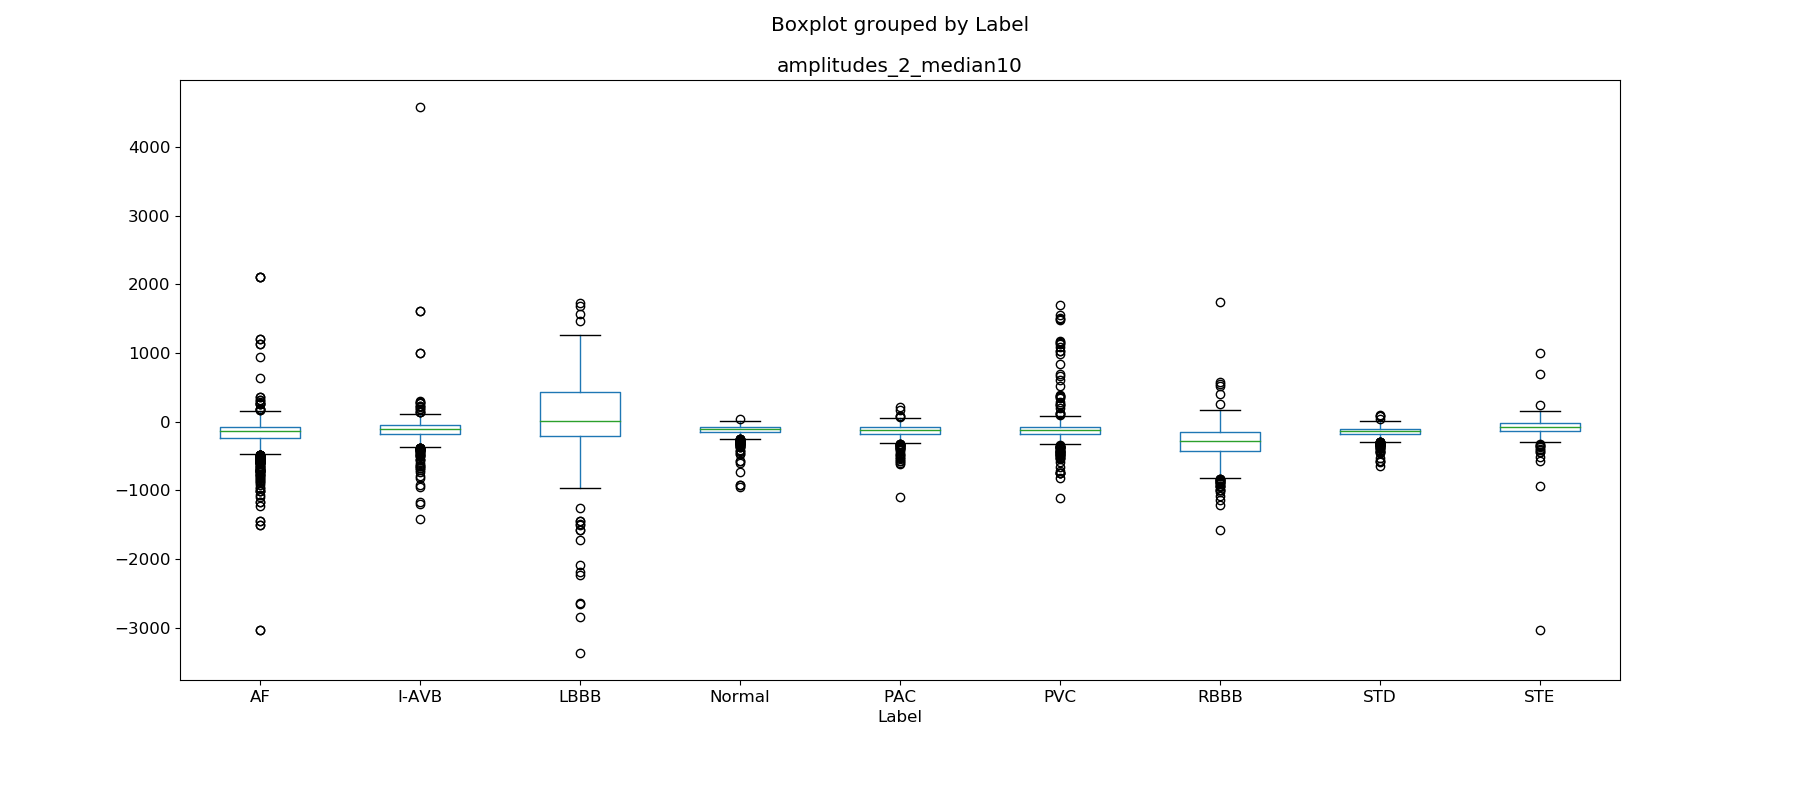 Boxplot grouped by Label
amplitudes_2_median10
4000
3000
2000
1000
0
−1000
−2000
−3000
AF I-AVB LBBB Normal PAC PVC RBBB STD STE
Label